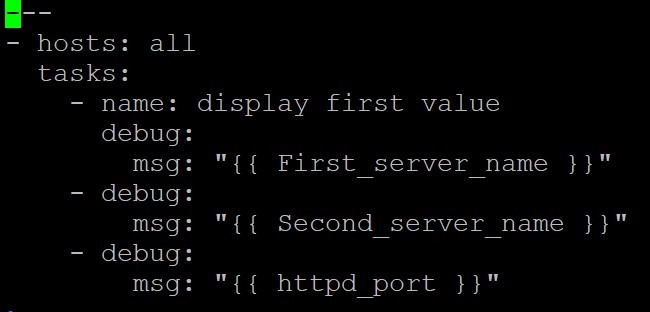 ---
- hosts: all
  tasks:
    - name: display first value
      debug:
        msg: "{{ First_server_name }}"
    - debug:
        msg: "{{ Second_server_name }}"
    - debug:
        msg: "{{ httpd_port }}"